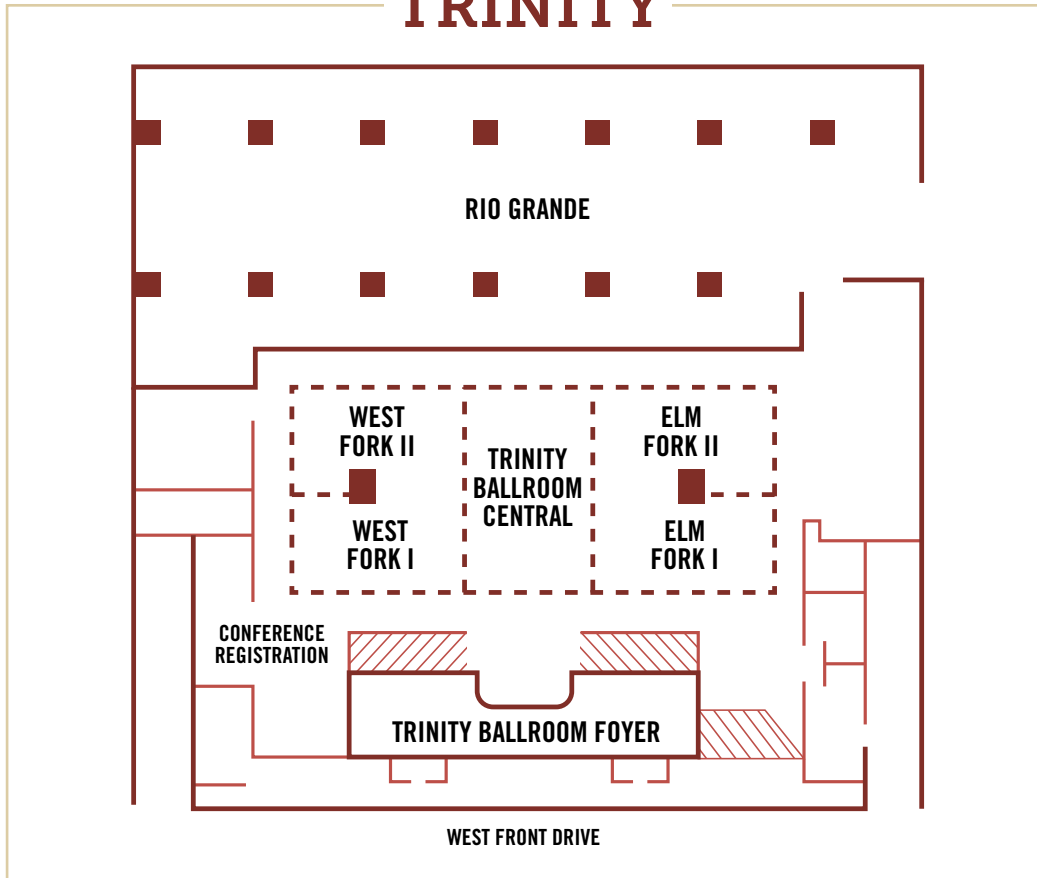 TRINITY
RIO GRANDE
WEST
FORK II
ELM
FORK II
TRINITY
BALLROOM
CENTRAL
WEST
FORK I
ELM
FORK I
CONFERENCE
REGISTRATION
TRINITY BALLROOM FOYER
WEST FRONT DRIVE